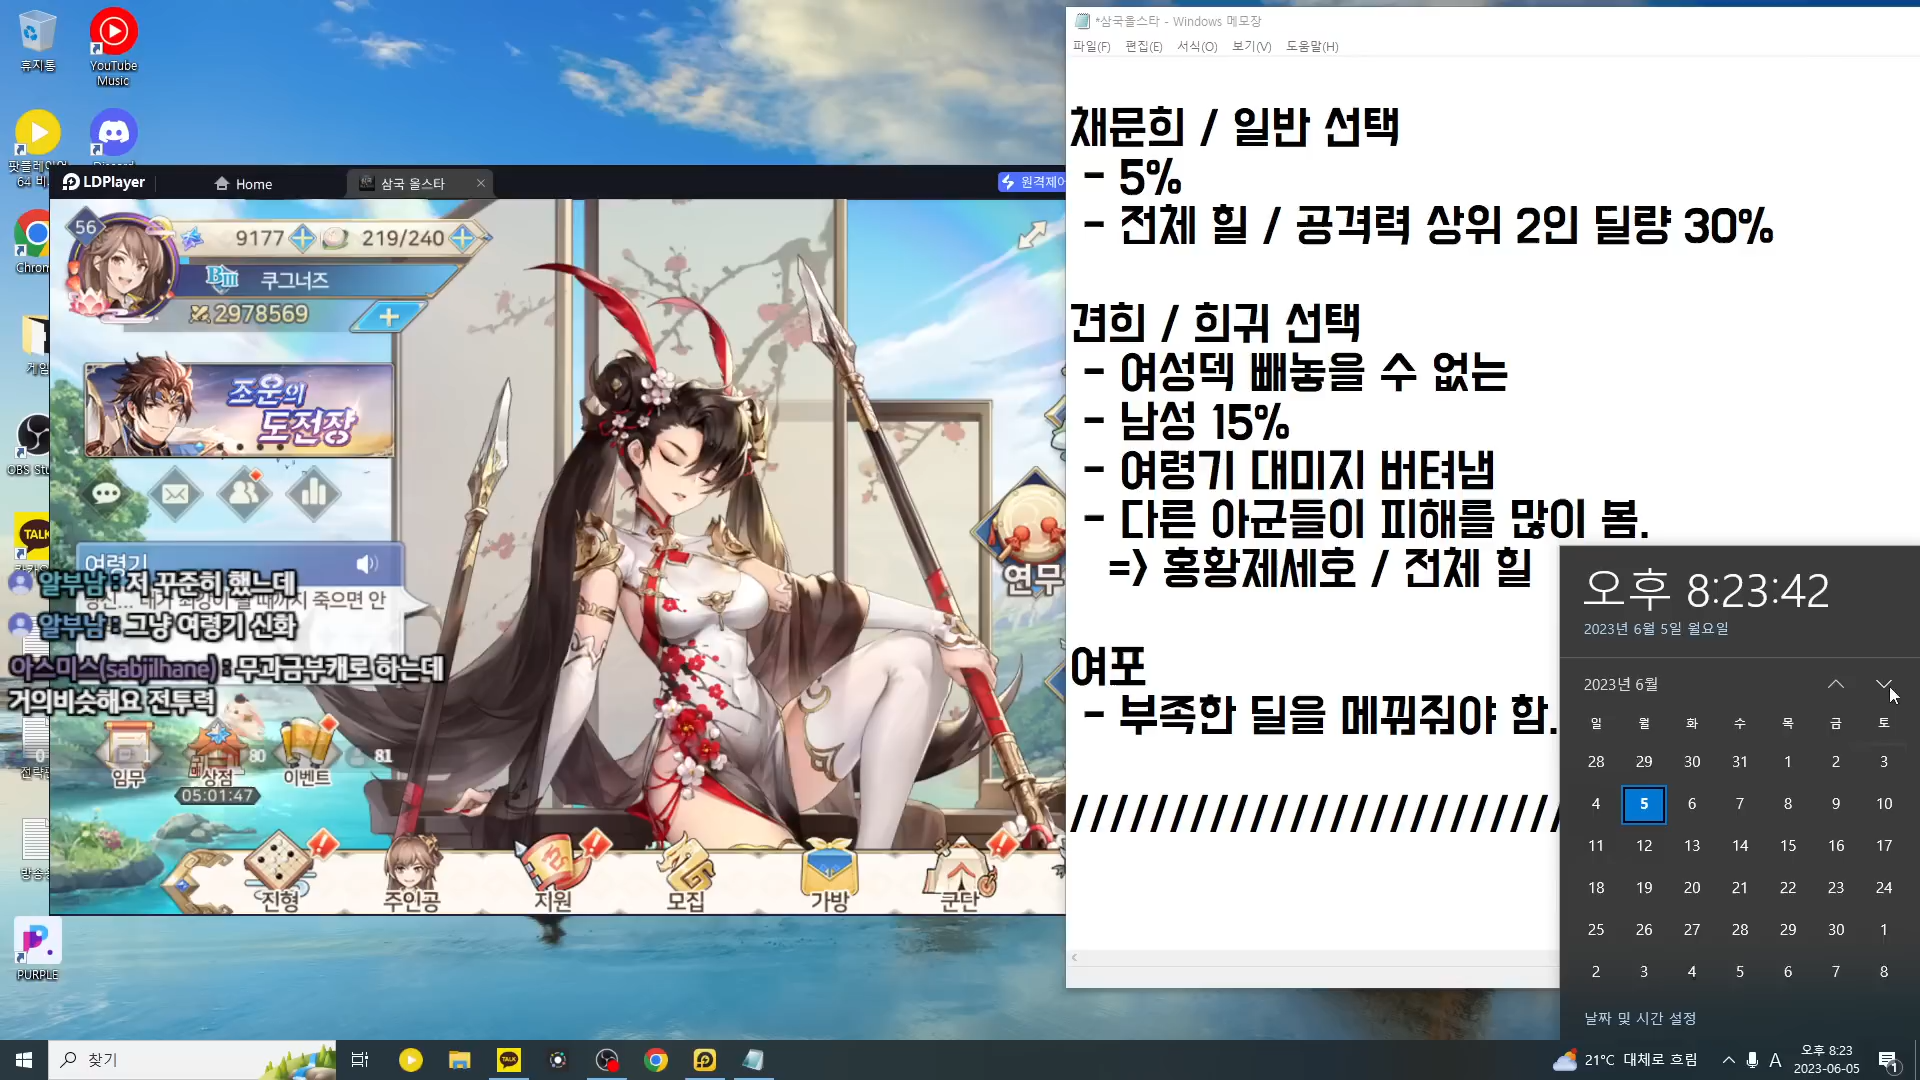 휴지통
YouTube
Music
LDPlayer
Home
삼국 올스타
원격제어
56
9177
219/240
쿠그너즈
2978569
조운의
도전장
여령기
알부남 : 저 꾸준히 했느데
알부남 : 그냥 여령기 신화
아스미스(sabjilhane) : 무과금부캐로 하는데
거의비슷해요 전투력
임무
상점
80
이벤트
81
05:01:47
연무
진형
주인공
지원
모집
가방
군단
PURPLE
*삼국올스타 - Windows 메모장
파일(F) 편집(E) 서식(O) 보기(V) 도움말(H)
채문희 / 일반 선택
- 5%
- 전체 힐 / 공격력 상위 2인 딜량 30%
견희 / 희귀 선택
- 여성덱 빼놓을 수 없는
- 남성 15%
- 여령기 대미지 버텨냄
- 다른 아군들이 피해를 많이 봄.
=> 홍황제세호 / 전체 힐
여포
- 부족한 딜을 메꿔줘야 함.
///////////////////////////
오후 8:23:42
2023년 6월 5일 월요일
2023년 6월
일 월 화 수 목 금 토
28 29 30 31 1 2 3
4 5 6 7 8 9 10
11 12 13 14 15 16 17
18 19 20 21 22 23 24
25 26 27 28 29 30 1
2 3 4 5 6 7 8
날짜 및 시간 설정
찾기
TALK
21°C 대체로 흐림
A
오후 8:23
2023-06-05
1